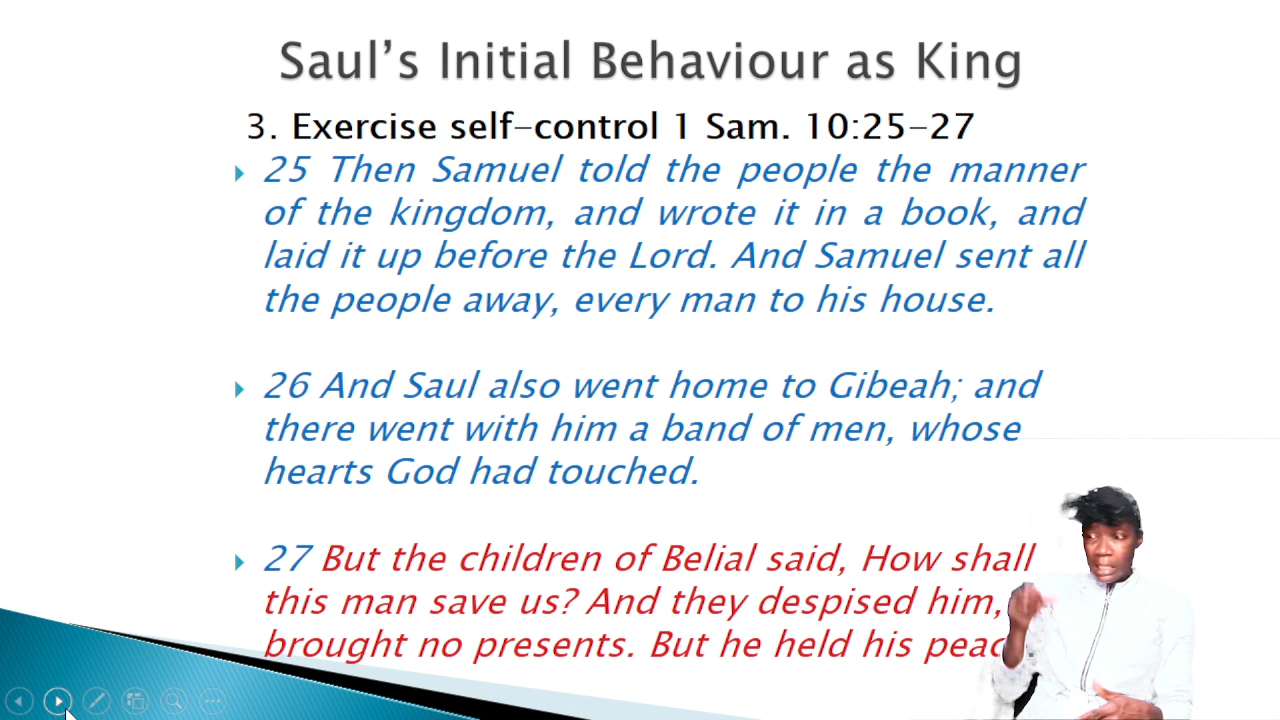 Saul's Initial Behaviour as King
3. Exercise self-control 1 Sam. 10:25-27
25 Then Samuel told the people the manner
of the kingdom, and wrote it in a book, and
laid it up before the Lord. And Samuel sent all
the people away, every man to his house.
26 And Saul also went home to Gibeah; and
there went with him a band of men, whose
hearts God had touched.
27 But the children of Belial said, How shall
this man save us? And they despised him,
brought no presents. But he held his